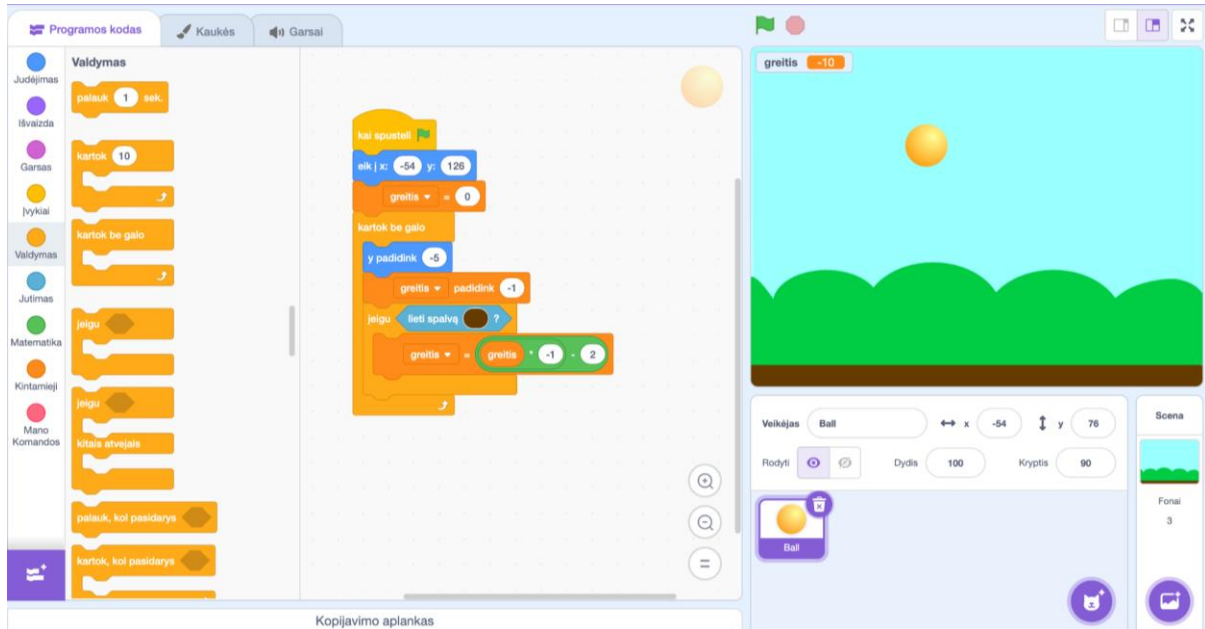 Programos kodas
Kaukės
Garsai
Judėjimas
Išvaizda
Garsas
Įvykiai
Valdymas
Jutimas
Matematika
Kintamieji
Mano
Komandos
Valdymas
palauk 1 sek.
kartok 10
kartok be galo
jeigu
jeigu
kitais atvejais
palauk, kol pasidarys
kartok, kol pasidarys
kai spusteli
eik į x: -54 y: 126
greitis = 0
kartok be galo
y padidink -5
greitis padidink -1
jeigu lieti spalvą ?
greitis = greitis * -1 - 2
Kopijavimo aplankas
greitis -10
Veikėjas Ball x -54 y 76
Rodyti Dydis 100 Kryptis 90
Ball
Scena
Fonai
3